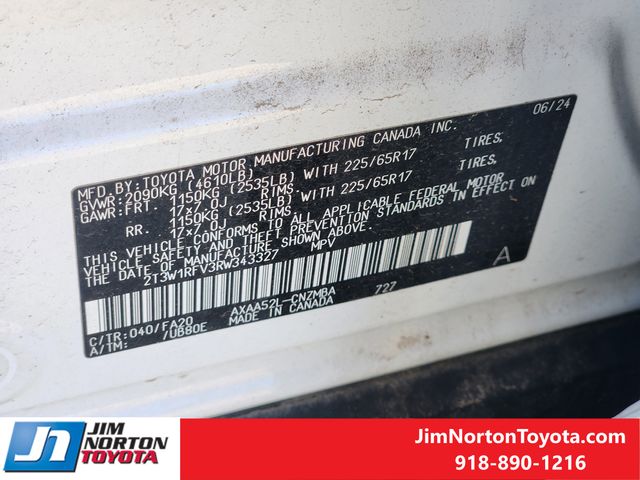 MFD. BY: TOYOTA MOTOR MANUFACTURING CANADA INC. 06/24
GVWR: 2090KG (4610LB)
GAWR: FRT. 1150KG (2535LB) WITH 225/65R17 TIRES,
17x7.0J RIMS
RR. 1150KG (2535LB) WITH 225/65R17 TIRES,
17x7.0J RIMS.
THIS VEHICLE CONFORMS TO ALL APPLICABLE FEDERAL MOTOR
VEHICLE SAFETY AND THEFT PREVENTION STANDARDS IN EFFECT ON
THE DATE OF MANUFACTURE SHOWN ABOVE.
2T3W1RFV3RW343327 MPV
A
C/TR: 040/FA20 AXAA52L-CNZMBA 727
A/TM: /UB80E MADE IN CANADA
JIM
NORTON
TOYOTA
JimNortonToyota.com
918-890-1216